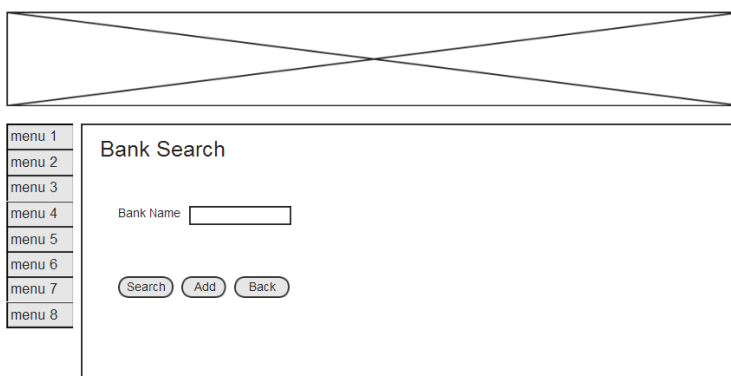 menu 1
menu 2
menu 3
menu 4
menu 5
menu 6
menu 7
menu 8
Bank Search
Bank Name
Search Add Back